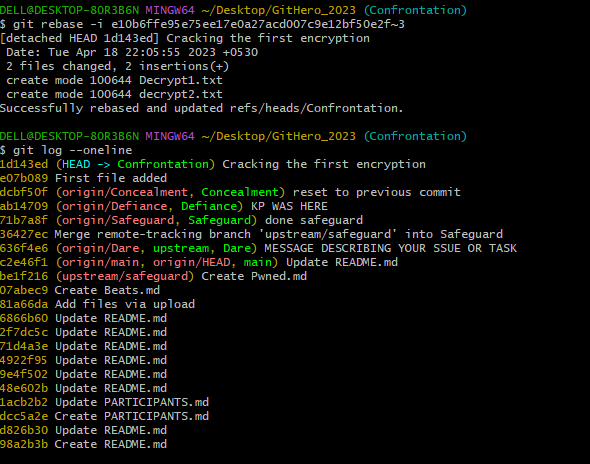 DELL@DESKTOP-8OR3B6N MINGW64 ~/Desktop/GitHero_2023 (Confrontation)
$ git rebase -i e10b6ffe95e75ee17e0a27acd007c9e12bf50e2f~3
[detached HEAD 1d143ed] Cracking the first encryption
 Date: Tue Apr 18 22:05:55 2023 +0530
 2 files changed, 2 insertions(+)
 create mode 100644 Decrypt1.txt
 create mode 100644 decrypt2.txt
Successfully rebased and updated refs/heads/Confrontation.
DELL@DESKTOP-8OR3B6N MINGW64 ~/Desktop/GitHero_2023 (Confrontation)
$ git log --oneline
1d143ed (HEAD -> Confrontation) Cracking the first encryption
e07b089 First file added
dcbf50f (origin/Concealment, Concealment) reset to previous commit
ab14709 (origin/Defiance, Defiance) KP WAS HERE
71b7a8f (origin/Safeguard, Safeguard) done safeguard
36427ec Merge remote-tracking branch 'upstream/safeguard' into Safeguard
636f4e6 (origin/Dare, upstream, Dare) MESSAGE DESCRIBING YOUR SSUE OR TASK
c2e46f1 (origin/main, origin/HEAD, main) Update README.md
be1f216 (upstream/safeguard) Create Pwned.md
07abec9 Create Beats.md
81a66da Add files via upload
6866b60 Update README.md
2f7dc5c Update README.md
71d4a3e Update README.md
4922f95 Update README.md
9e4f502 Update README.md
48e602b Update README.md
1acb2b2 Update PARTICIPANTS.md
dcc5a2e Create PARTICIPANTS.md
d826b30 Update README.md
98a2b3b Create README.md